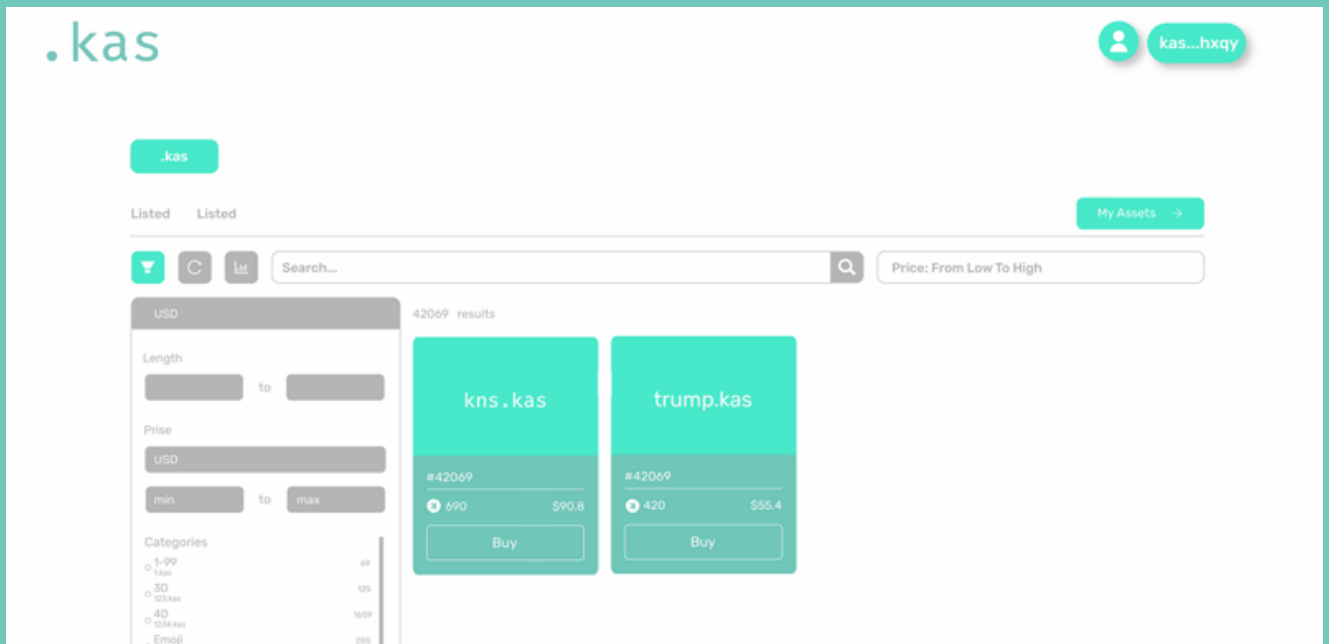 .kas
kas...hxqy
.kas
Listed Listed
My Assets
Search...
Price: From Low To High
USD
42069 results
Length
to
Prise
USD
min to max
Categories
1-99 69
1.kas
3D 125
123.kas
4D 1659
1234.kas
Emoji 285
kns.kas
#42069
690 $90.8
Buy
trump.kas
#42069
420 $55.4
Buy